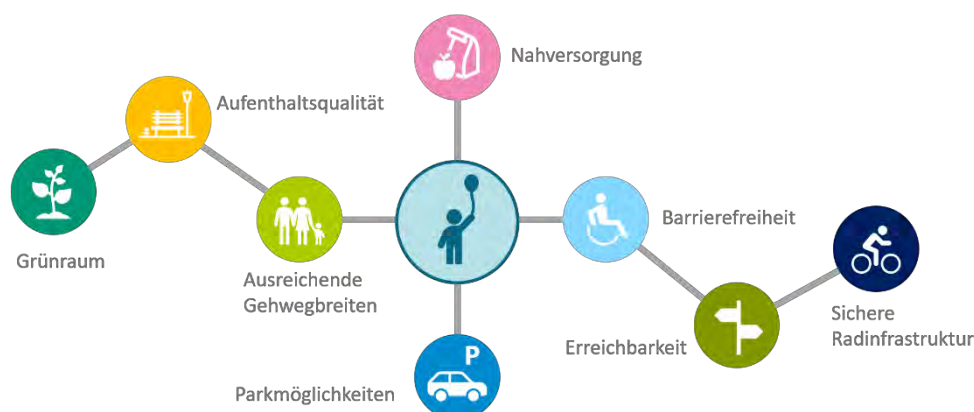 Nahversorgung
Aufenthaltsqualität
Grünraum
Ausreichende
Gehwegbreiten
Barrierefreiheit
Sichere
Radinfrastruktur
Erreichbarkeit
P
Parkmöglichkeiten